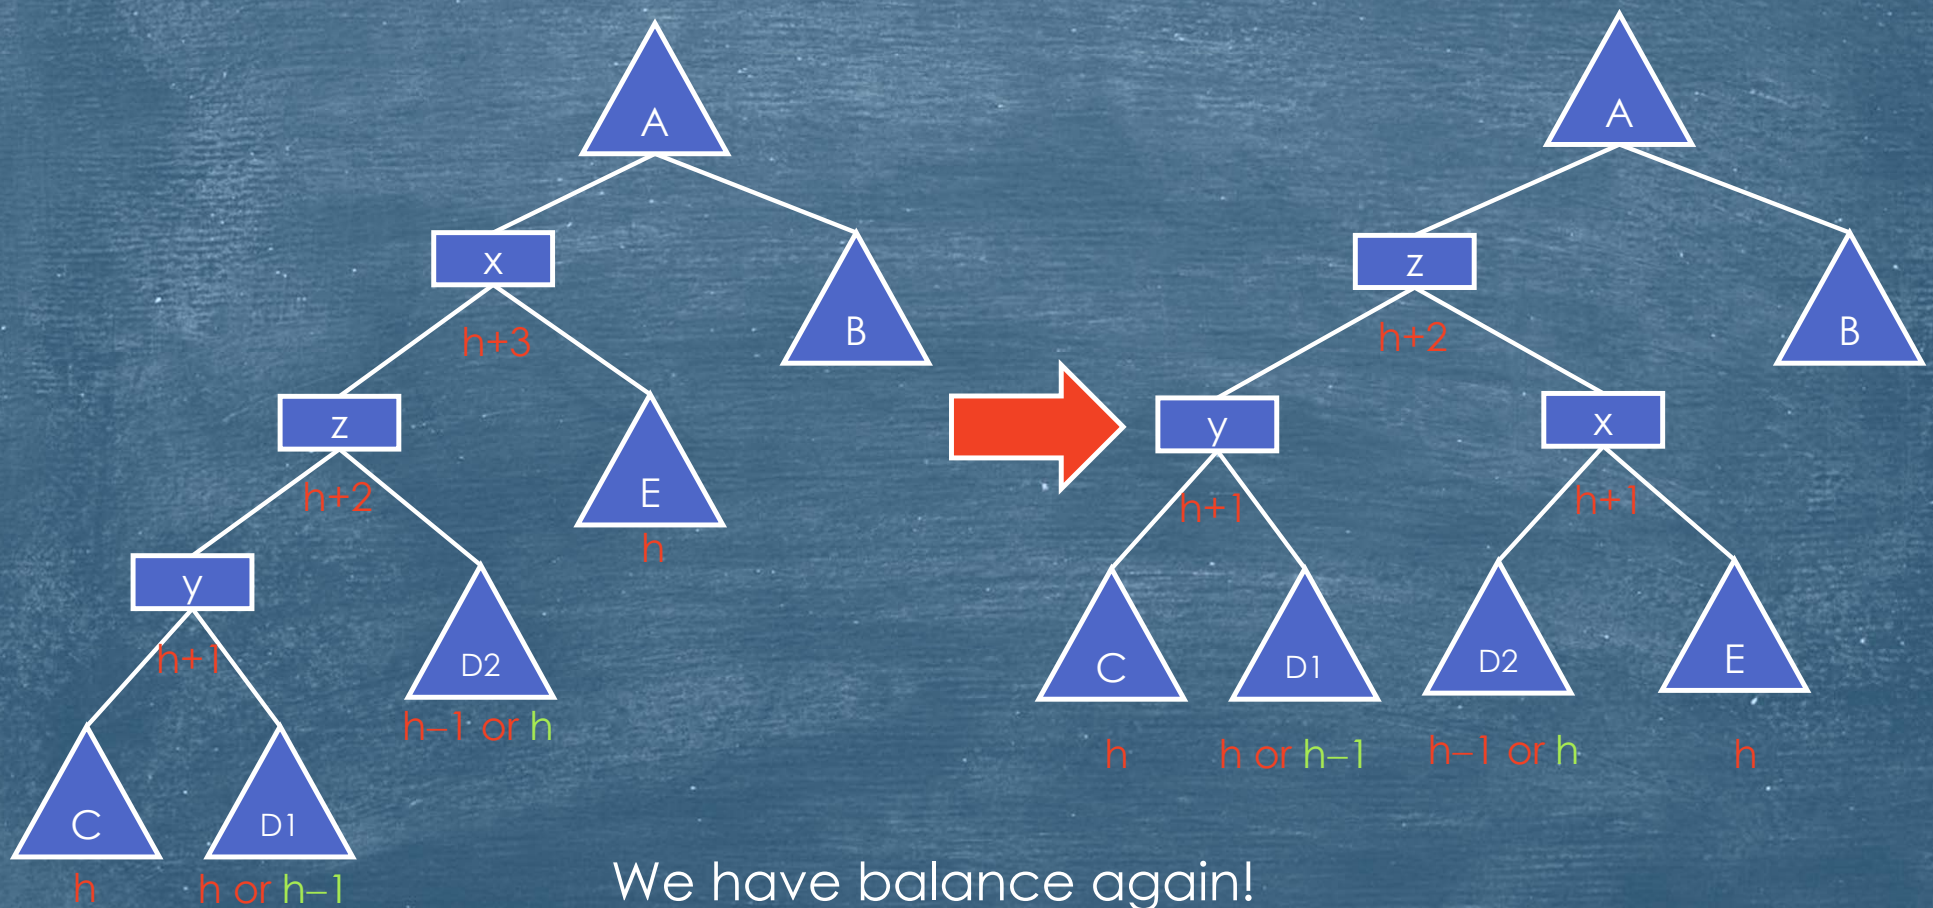 A
A
x
z
B
B
h+3
h+2
z
y
x
h+2
E
h+1
h+1
h
y
D2
C
D1
D2
E
h+1
h–1 or h
h
h or h–1
h–1 or h
h
C
D1
h
h or h–1
We have balance again!